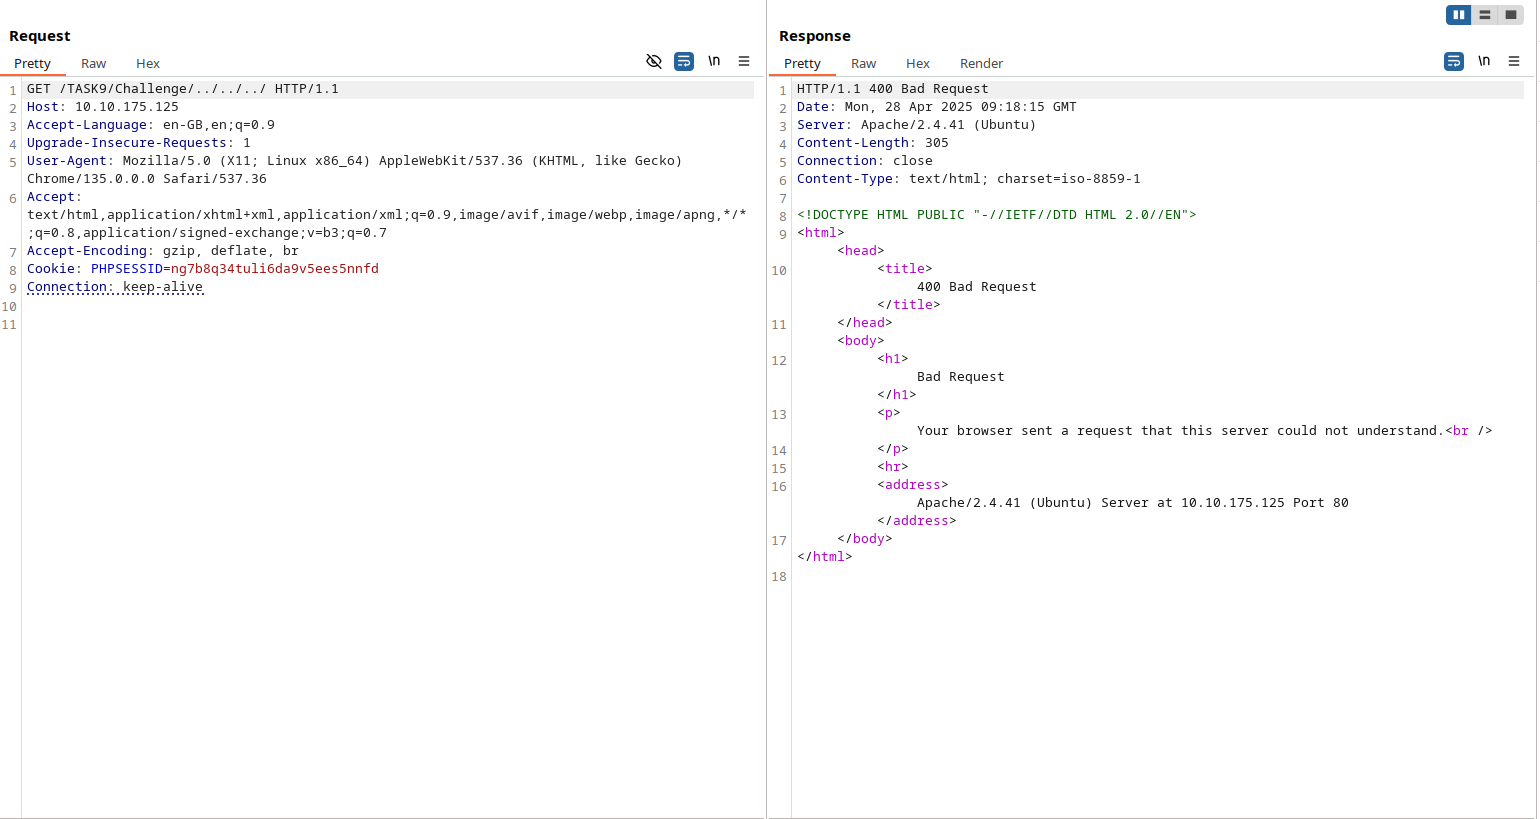 Request
Pretty Raw Hex
\n
1 GET /TASK9/Challenge/../../../ HTTP/1.1
2 Host: 10.10.175.125
3 Accept-Language: en-GB,en;q=0.9
4 Upgrade-Insecure-Requests: 1
5 User-Agent: Mozilla/5.0 (X11; Linux x86_64) AppleWebKit/537.36 (KHTML, like Gecko)
Chrome/135.0.0.0 Safari/537.36
6 Accept:
text/html,application/xhtml+xml,application/xml;q=0.9,image/avif,image/webp,image/apng,*/*
;q=0.8,application/signed-exchange;v=b3;q=0.7
7 Accept-Encoding: gzip, deflate, br
8 Cookie: PHPSESSID=ng7b8q34tuli6da9v5ees5nnfd
9 Connection: keep-alive
10
11
Response
Pretty Raw Hex Render
\n
1 HTTP/1.1 400 Bad Request
2 Date: Mon, 28 Apr 2025 09:18:15 GMT
3 Server: Apache/2.4.41 (Ubuntu)
4 Content-Length: 305
5 Connection: close
6 Content-Type: text/html; charset=iso-8859-1
7
8 <!DOCTYPE HTML PUBLIC "-//IETF//DTD HTML 2.0//EN">
9 <html>
<head>
10 <title>
400 Bad Request
</title>
11 </head>
<body>
12 <h1>
Bad Request
</h1>
13 <p>
Your browser sent a request that this server could not understand.<br />
14 </p>
15 <hr>
16 <address>
Apache/2.4.41 (Ubuntu) Server at 10.10.175.125 Port 80
</address>
17 </body>
</html>
18